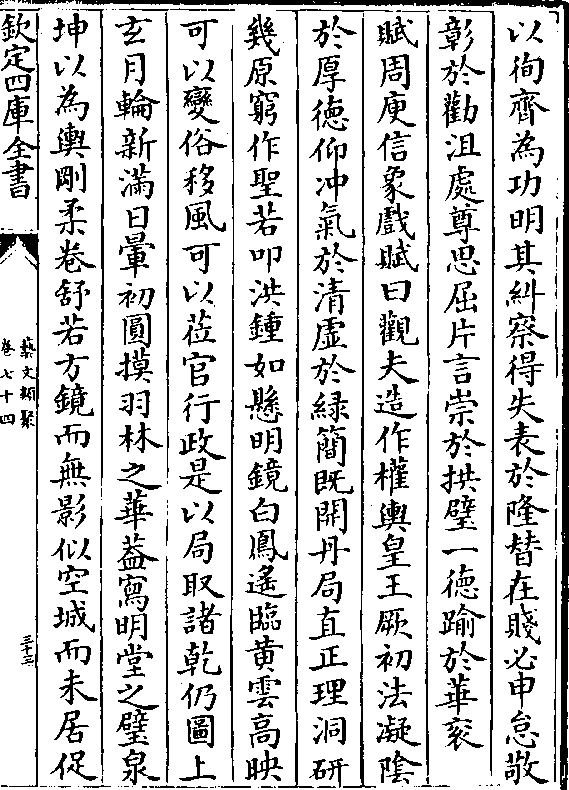 以徇齊為功明其糾察得失表於隆替在賤必申怠敬
彰於勸沮處尊思屈片言崇於拱璧一德踰於華衮
賦周庾信象戲賦曰觀夫造作權輿皇王厥初法凝陰
於厚德仰冲氣於清虛於緑簡既開丹局直正理洞研
幾原窮作聖若叩洪鍾如懸明鏡白鳳遙臨黄雲高映
可以變俗移風可以莅官行政是以局取諸乾仍圖上
玄月輪新滿日暈初圓摸羽林之華葢寫明堂之璧泉
坤以為輿剛柔卷舒若方鏡而無影似空城而未居促
欽定四庫全書
藝文類聚
卷七十四
三十三